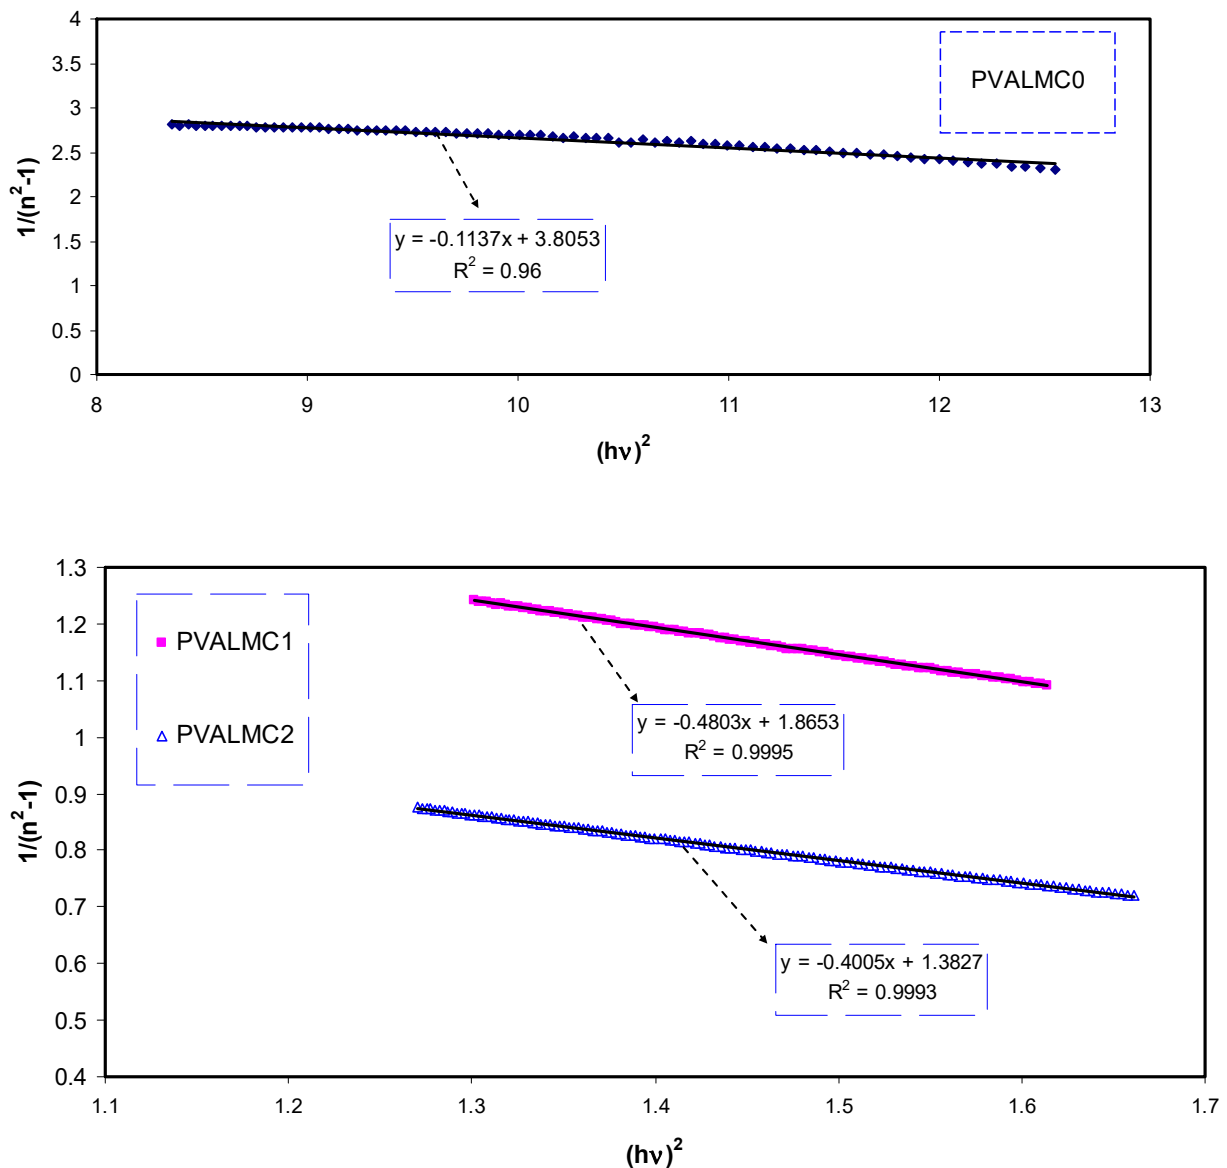 4
3.5
3
2.5
2
1.5
1
0.5
0
1/(n²-1)
PVALMC0
y = -0.1137x + 3.8053
R² = 0.96
8 9 10 11 12 13
(hν)²
1.3
1.2
1.1
1
0.9
0.8
0.7
0.6
0.5
0.4
1/(n²-1)
PVALMC1
PVALMC2
y = -0.4803x + 1.8653
R² = 0.9995
y = -0.4005x + 1.3827
R² = 0.9993
1.1 1.2 1.3 1.4 1.5 1.6 1.7
(hν)²